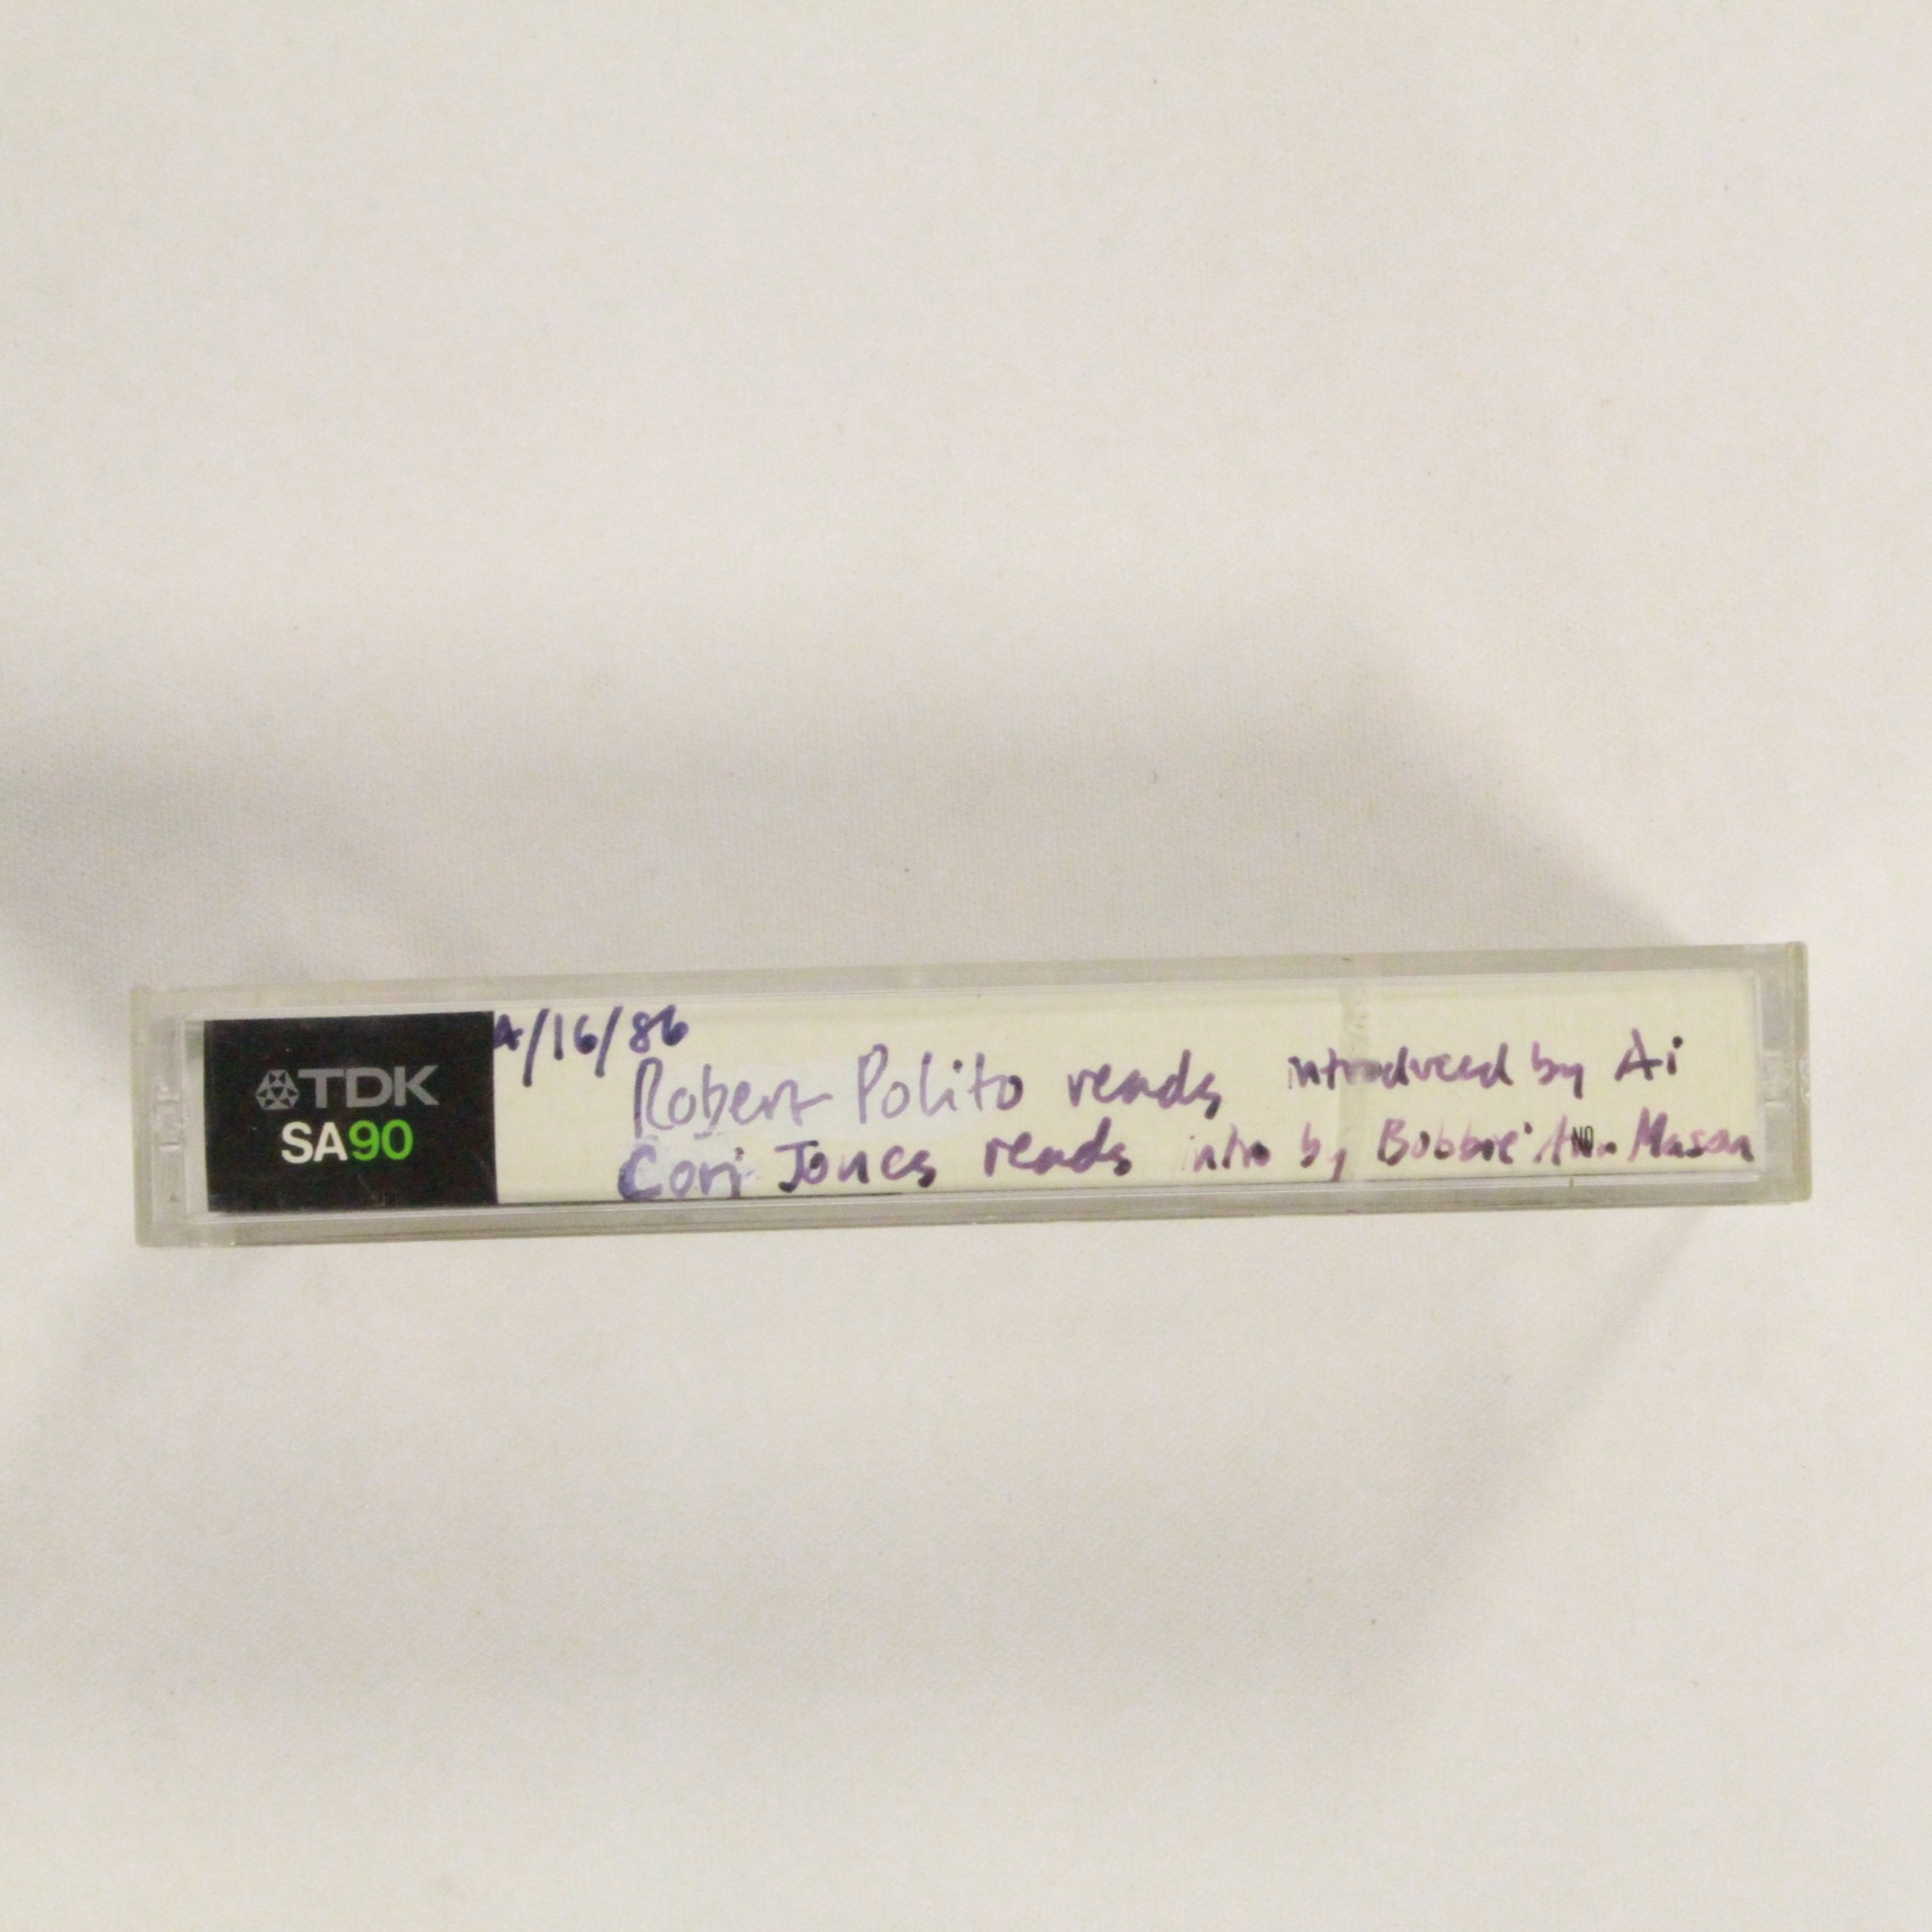 TDK
SA90
4/16/86
Robert Polito reads introduced by Ai
Cori Jones reads intro by Bobbie Ann Mason